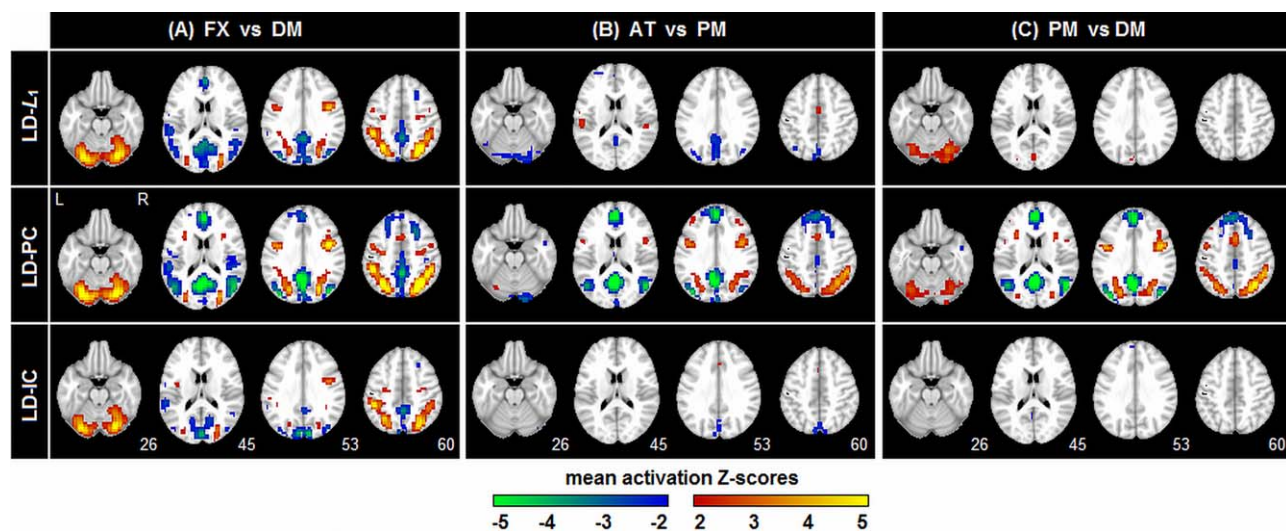 (A) FX vs DM
(B) AT vs PM
(C) PM vs DM
LD-L1
LD-PC
L
R
LD-IC
26 45 53 60
26 45 53 60
26 45 53 60
mean activation Z-scores
-5 -4 -3 -2 2 3 4 5